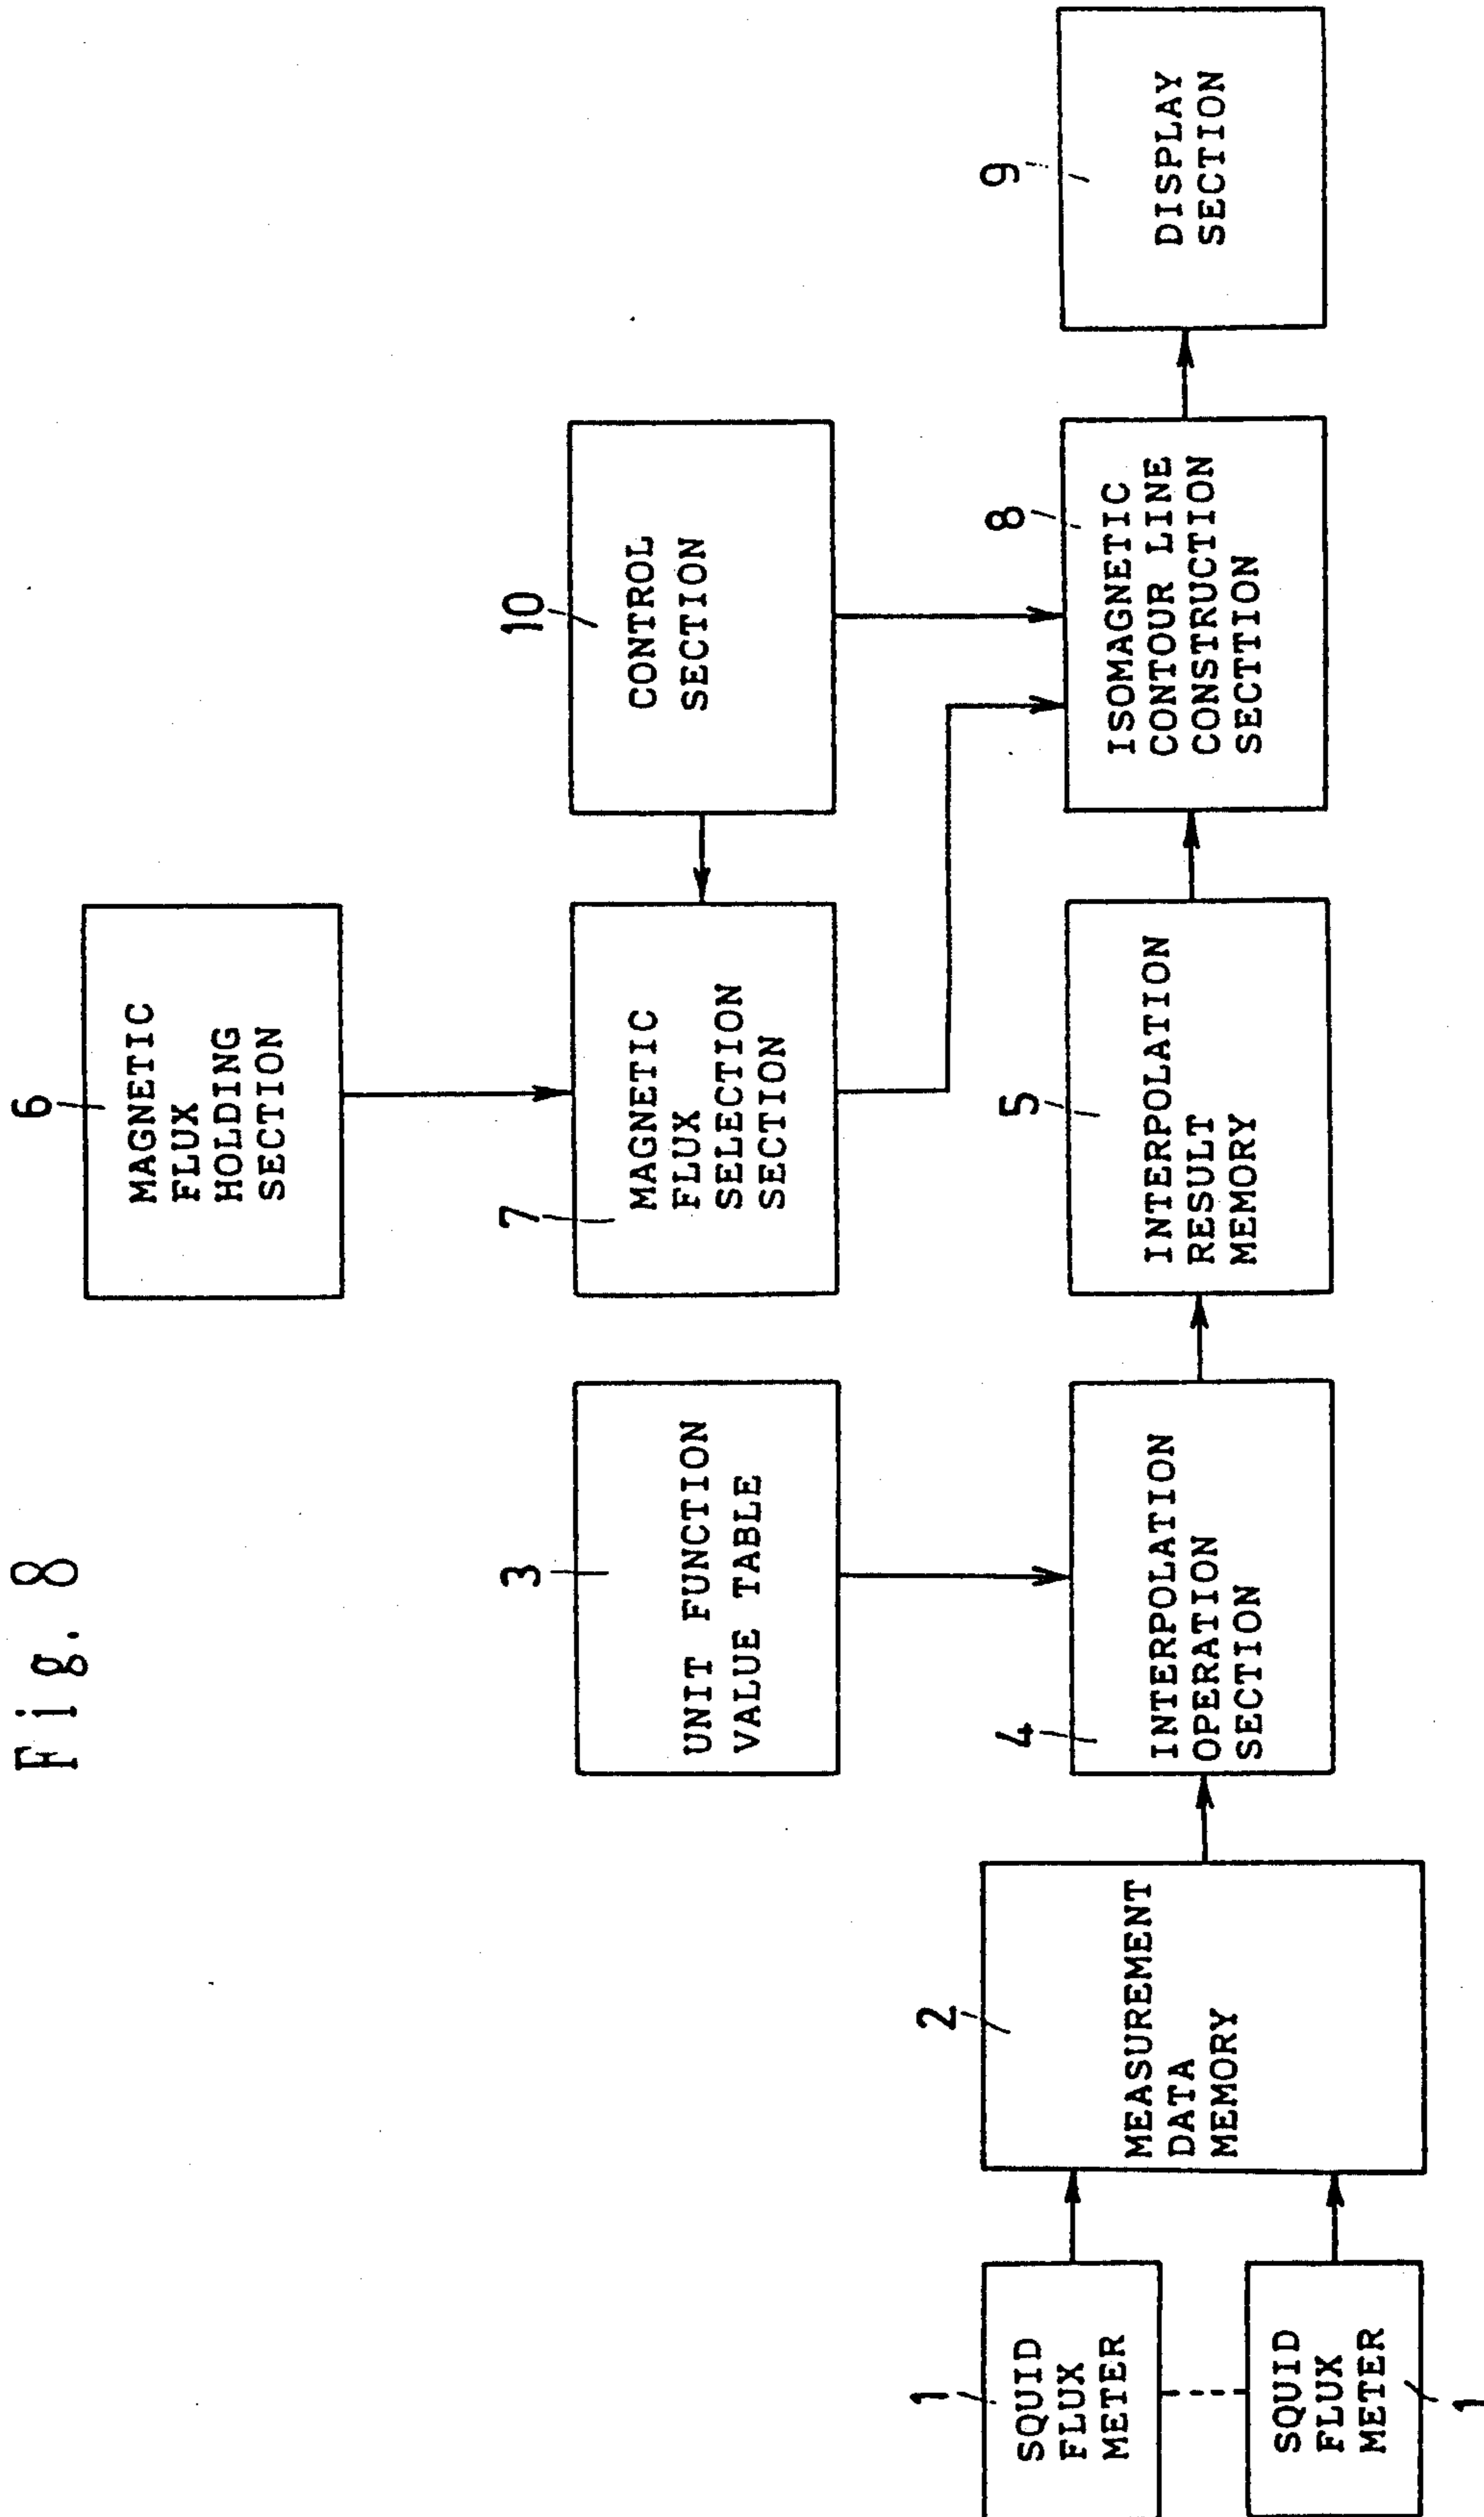 Fig. 8
1
SQUID
FLUX
METER
SQUID
FLUX
METER
1
2
MEASUREMENT
DATA
MEMORY
3
UNIT FUNCTION
VALUE TABLE
4
INTERPOLATION
OPERATION
SECTION
5
INTERPOLATION
RESULT
MEMORY
6
MAGNETIC
FLUX
HOLDING
SECTION
7
MAGNETIC
FLUX
SELECTION
SECTION
10
CONTROL
SECTION
8
ISOMAGNETIC
CONTOUR LINE
CONSTRUCTION
SECTION
9
DISPLAY
SECTION